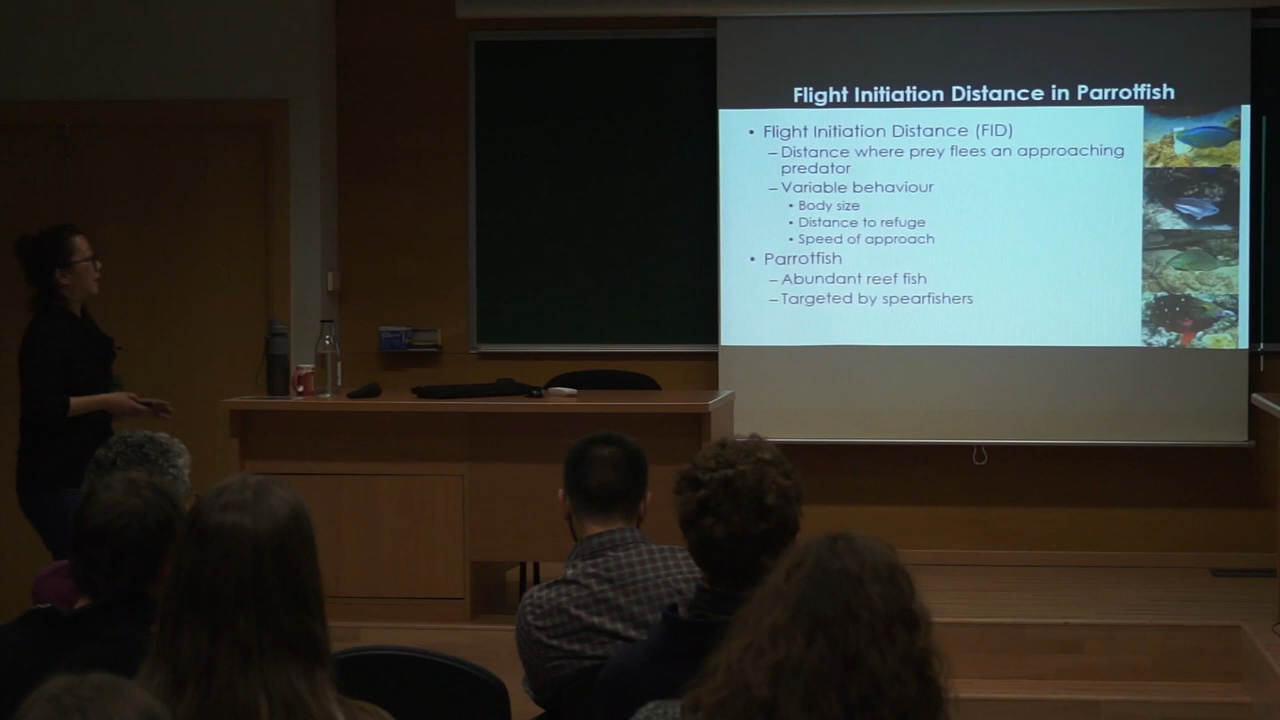 Flight Initiation Distance in Parrotfish
• Flight Initiation Distance (FID)
– Distance where prey flees an approaching
predator
– Variable behaviour
• Body size
• Distance to refuge
• Speed of approach
• Parrotfish
– Abundant reef fish
– Targeted by spearfishers